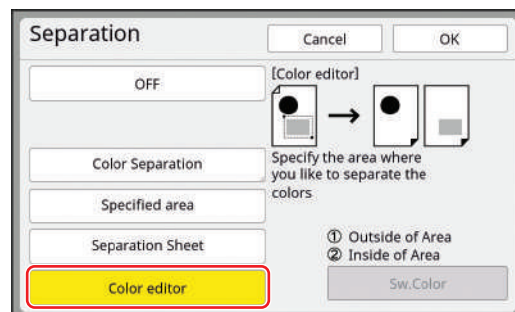 Separation
Cancel
OK
OFF
Color Separation
Specified area
Separation Sheet
Color editor
[Color editor]
Specify the area where
you like to separate the
colors
① Outside of Area
② Inside of Area
Sw.Color